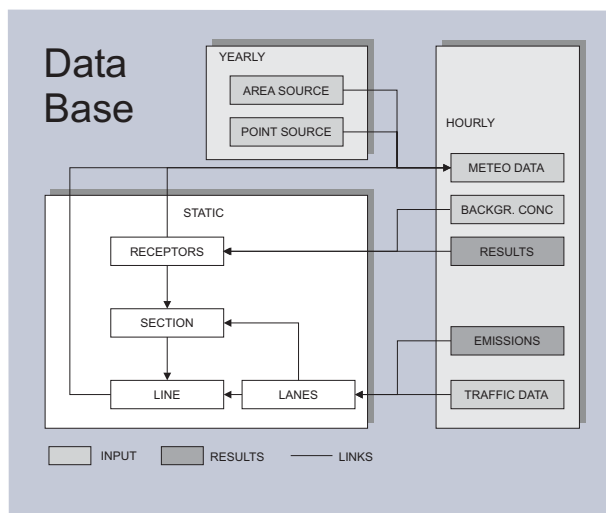 Data
Base
YEARLY
AREA SOURCE
POINT SOURCE
HOURLY
METEO DATA
BACKGR. CONC
RESULTS
EMISSIONS
TRAFFIC DATA
STATIC
RECEPTORS
SECTION
LINE
LANES
INPUT
RESULTS
LINKS